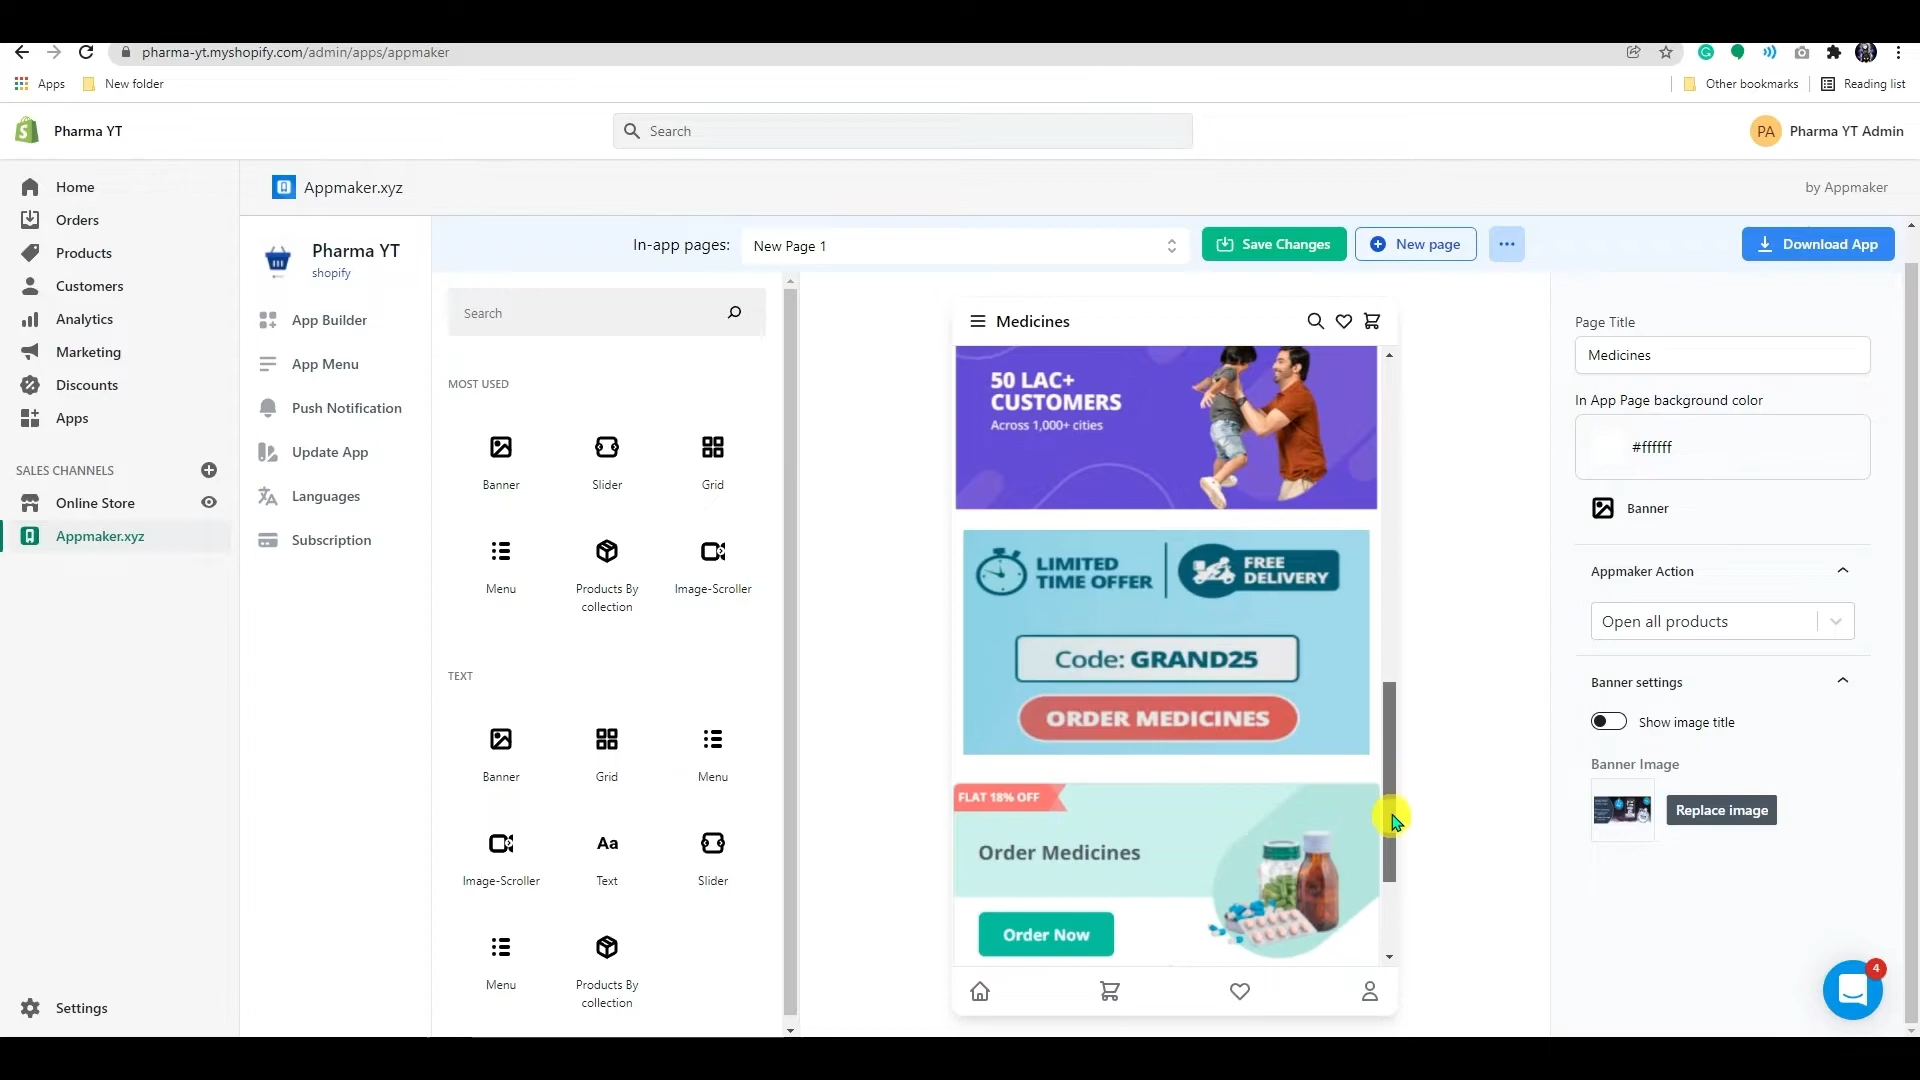 pharma-yt.myshopify.com/admin/apps/appmaker
Apps
New folder
Other bookmarks
Reading list
Pharma YT
Search
PA
Pharma YT Admin
Home
Orders
Products
Customers
Analytics
Marketing
Discounts
Apps
SALES CHANNELS
Online Store
Appmaker.xyz
Settings
Appmaker.xyz
by Appmaker
Pharma YT
shopify
App Builder
App Menu
Push Notification
Update App
Languages
Subscription
In-app pages:
New Page 1
Save Changes
New page
Download App
Search
MOST USED
Banner
Slider
Grid
Menu
Products By
collection
Image-Scroller
TEXT
Banner
Grid
Menu
Image-Scroller
Aa
Text
Slider
Menu
Products By
collection
Medicines
50 LAC+
CUSTOMERS
Across 1,000+ cities
LIMITED
TIME OFFER
FREE
DELIVERY
Code: GRAND25
ORDER MEDICINES
FLAT 18% OFF
Order Medicines
Order Now
Page Title
Medicines
In App Page background color
#ffffff
Banner
Appmaker Action
Open all products
Banner settings
Show image title
Banner Image
Replace image
4